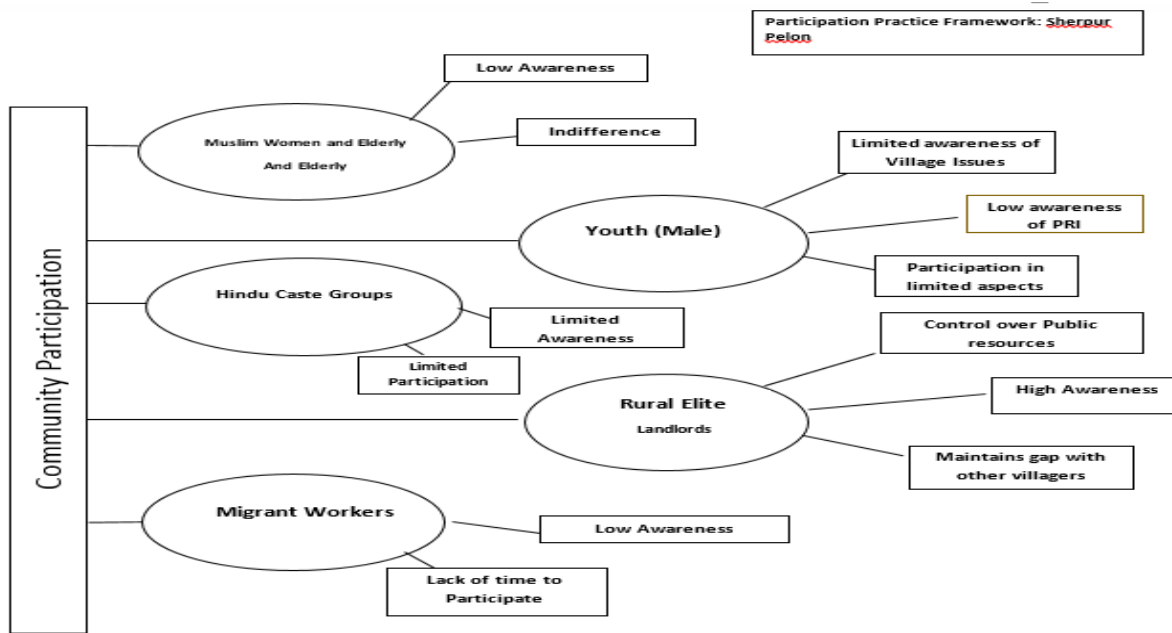 Participation Practice Framework: Sherpur
Pelon
Community Participation
Low Awareness
Muslim Women and Elderly
And Elderly
Indifference
Limited awareness of
Village Issues
Youth (Male)
Low awareness
of PRI
Participation in
limited aspects
Hindu Caste Groups
Limited
Awareness
Limited
Participation
Control over Public
resources
Rural Elite
Landlords
High Awareness
Maintains gap with
other villagers
Migrant Workers
Low Awareness
Lack of time to
Participate